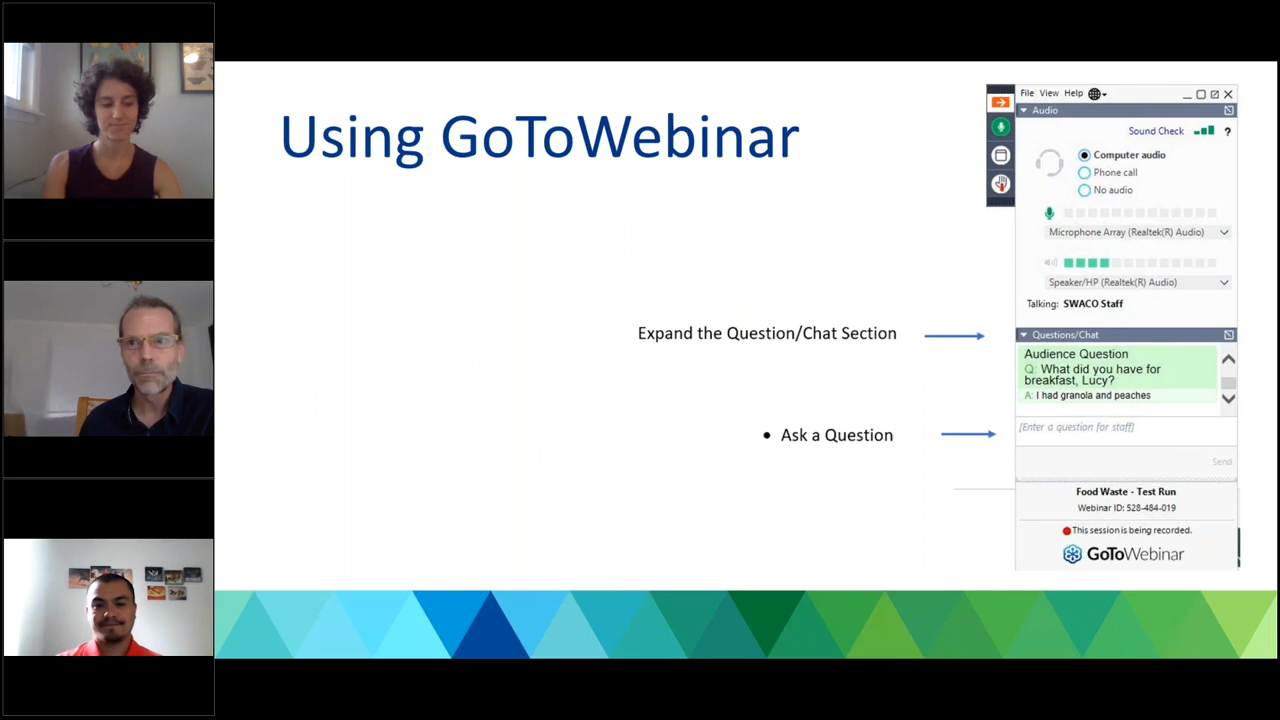 Using GoToWebinar
Expand the Question/Chat Section
• Ask a Question
File View Help
Audio
Sound Check ?
Computer audio
Phone call
No audio
Microphone Array (Realtek(R) Audio)
Speaker/HP (Realtek(R) Audio)
Talking: SWACO Staff
Questions/Chat
Audience Question
Q: What did you have for
breakfast, Lucy?
A: I had granola and peaches
[Enter a question for staff]
Send
Food Waste - Test Run
Webinar ID: 528-484-019
This session is being recorded.
GoToWebinar